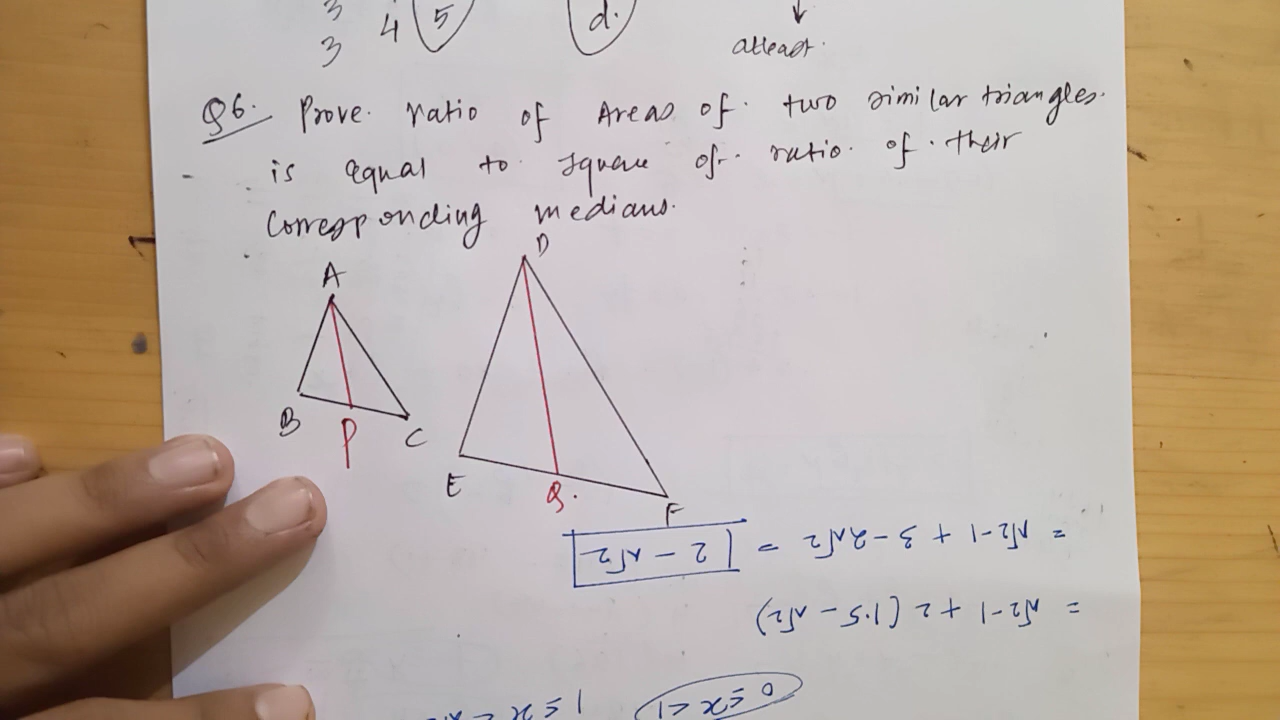 3
3 4 5 d. ↓
atleast.
Q6. Prove. ratio of Areas of. two similar triangles.
is equal to square of. ratio of. their
Corresponding medians.
A D
B P C
E Q. F
= √2-1 + 3 - 2√2 = 2 - √2
= √2-1 + 2 (1.5 - √2)
0 ≤ x < 1 1 ≤ x <